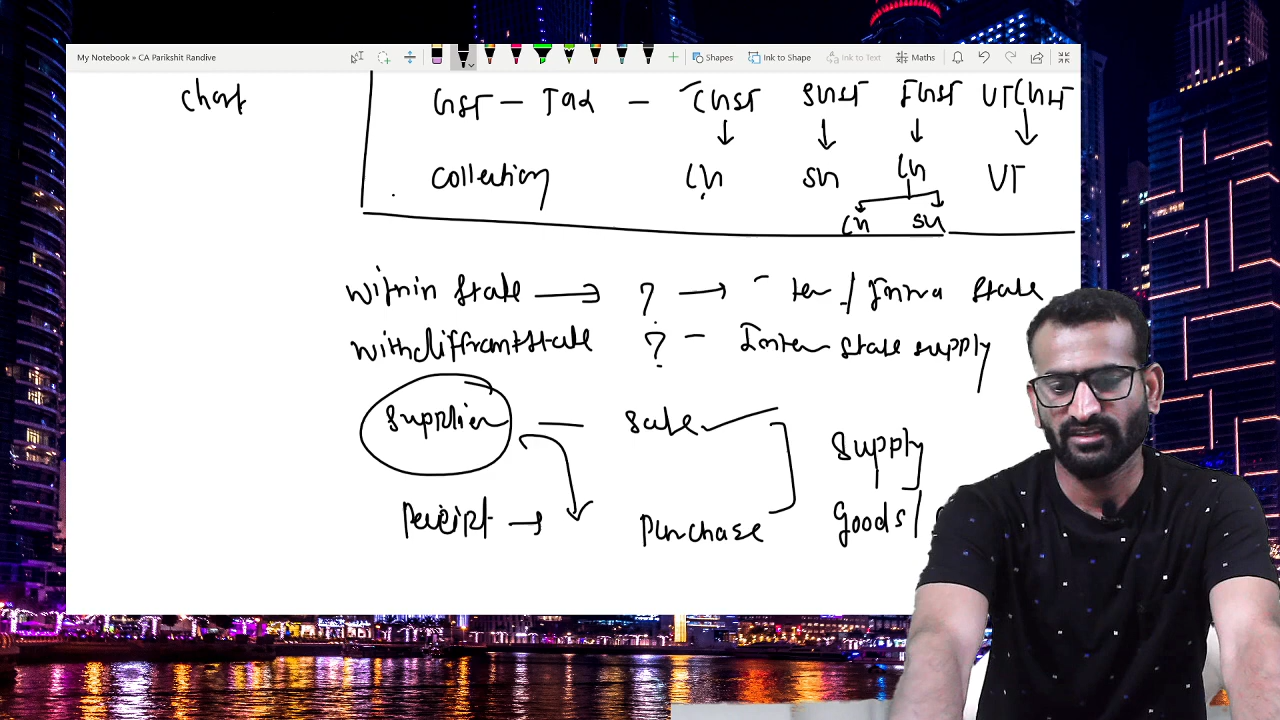 My Notebook » CA Parikshit Randive
Shapes Ink to Shape Ink to Text Maths
Chart
GST - Tax - CGST SGST IGST UTGST
Collection CG SG CG UT
CG SG
Within State → ? → / Intra State
With diffrant State ? - Inter State supply
Supplier - Sale
Supply
Receipt → Purchase Goods/